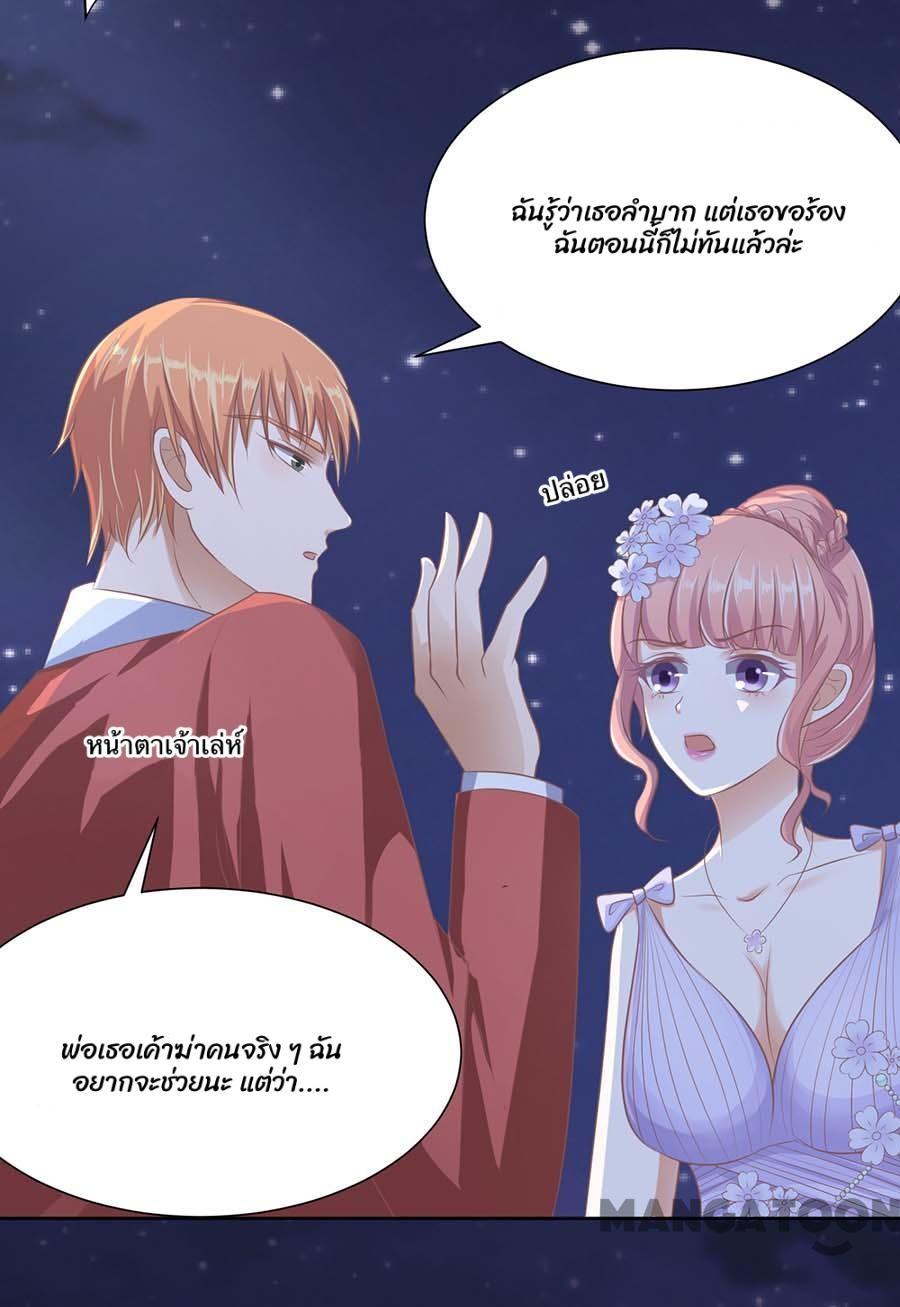 ฉันรู้ว่าเธอลำบาก แต่เธอขอร้อง
ฉันตอนนี้ก็ไม่ทันแล้วล่ะ
ปล่อย
หน้าตาเจ้าเล่ห์
พ่อเธอเค้าฆ่าคนจริง ๆ ฉัน
อยากจะช่วยนะ แต่ว่า....
MANGATOON